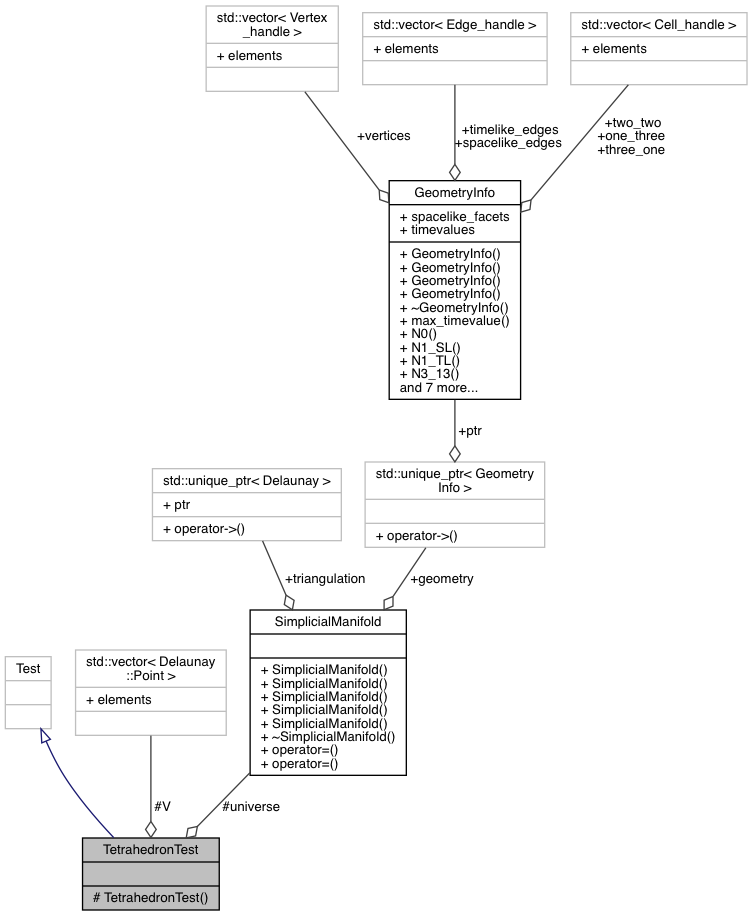 std::vector< Vertex
_handle >
+ elements
std::vector< Edge_handle >
+ elements
std::vector< Cell_handle >
+ elements
+vertices
+timelike_edges
+spacelike_edges
+two_two
+one_three
+three_one
GeometryInfo
+ spacelike_facets
+ timevalues
+ GeometryInfo()
+ GeometryInfo()
+ GeometryInfo()
+ GeometryInfo()
+ ~GeometryInfo()
+ max_timevalue()
+ N0()
+ N1_SL()
+ N1_TL()
+ N3_13()
and 7 more...
+ptr
std::unique_ptr< Delaunay >
+ ptr
+ operator->()
std::unique_ptr< Geometry
Info >
+ operator->()
+triangulation
+geometry
SimplicialManifold
+ SimplicialManifold()
+ SimplicialManifold()
+ SimplicialManifold()
+ SimplicialManifold()
+ SimplicialManifold()
+ ~SimplicialManifold()
+ operator=()
+ operator=()
Test
std::vector< Delaunay
::Point >
+ elements
#V
#universe
TetrahedronTest
# TetrahedronTest()